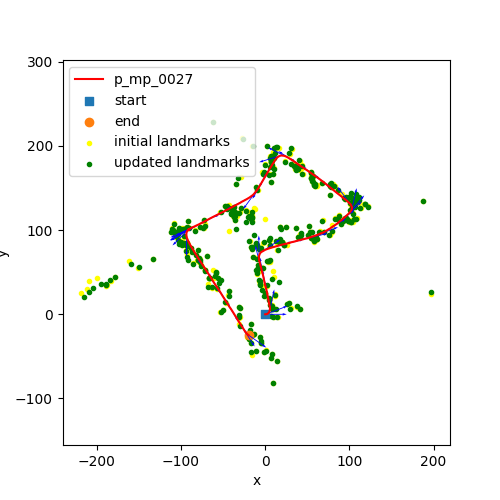 300
200
100
0
−100
y
p_mp_0027
start
end
initial landmarks
updated landmarks
−200
−100
0
100
200
x